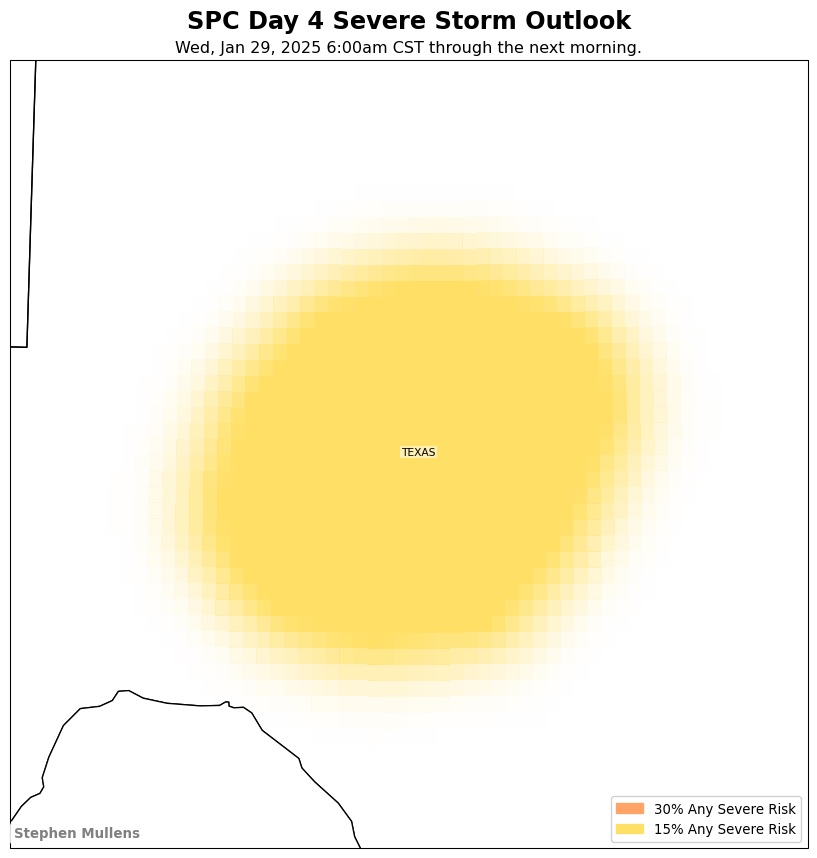 SPC Day 4 Severe Storm Outlook
Wed, Jan 29, 2025 6:00am CST through the next morning.
TEXAS
30% Any Severe Risk
15% Any Severe Risk
Stephen Mullens